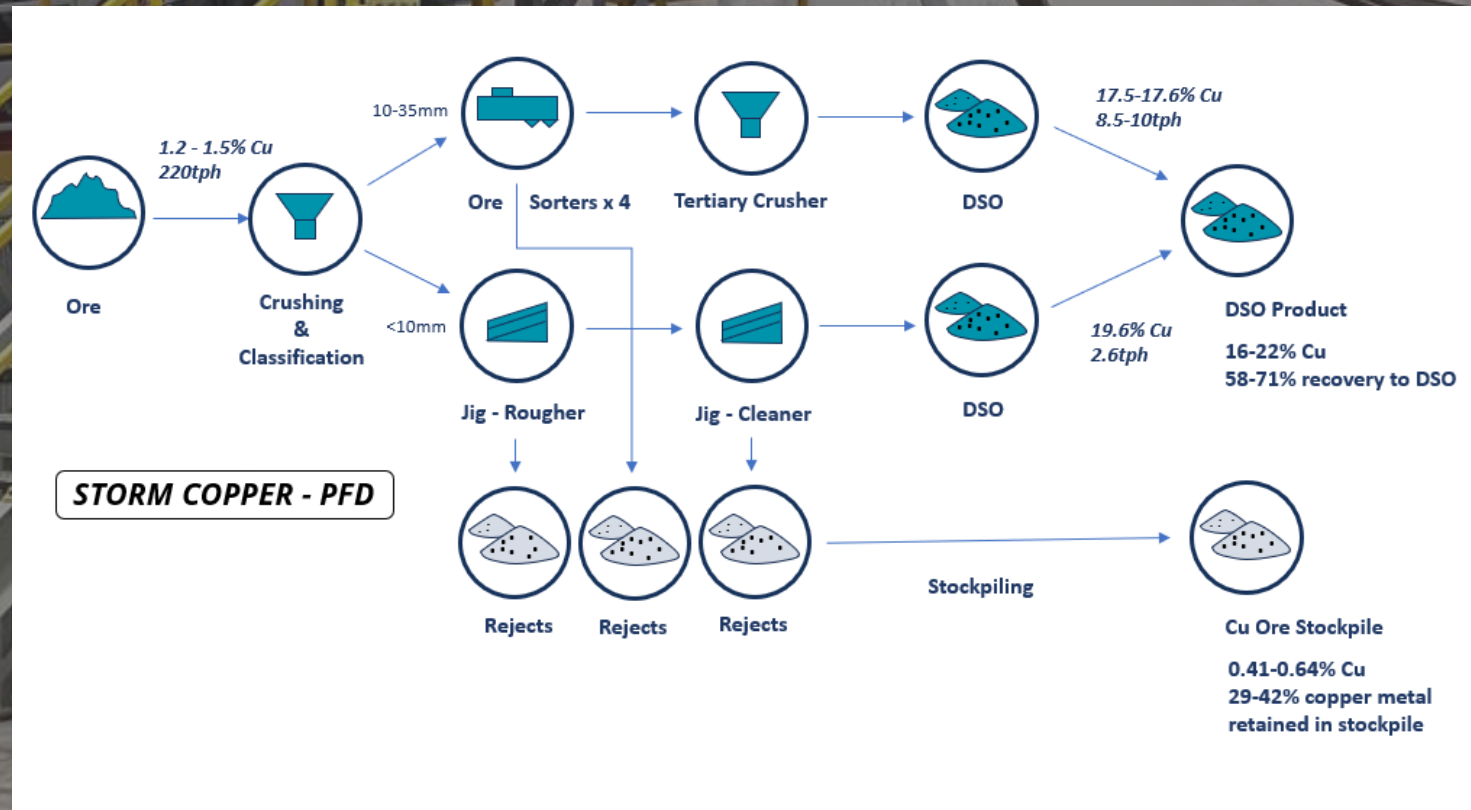 1.2 - 1.5% Cu
220tph
Ore
Crushing
&
Classification
10-35mm
<10mm
Ore Sorters x 4
Tertiary Crusher
DSO
17.5-17.6% Cu
8.5-10tph
Jig - Rougher
Jig - Cleaner
DSO
19.6% Cu
2.6tph
DSO Product
16-22% Cu
58-71% recovery to DSO
STORM COPPER - PFD
Rejects
Rejects
Rejects
Stockpiling
Cu Ore Stockpile
0.41-0.64% Cu
29-42% copper metal
retained in stockpile